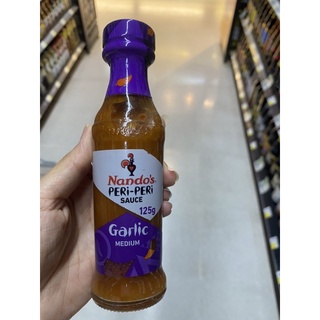 Nando's
PERi-PERi
SAUCE
125g
Garlic
MEDIUM